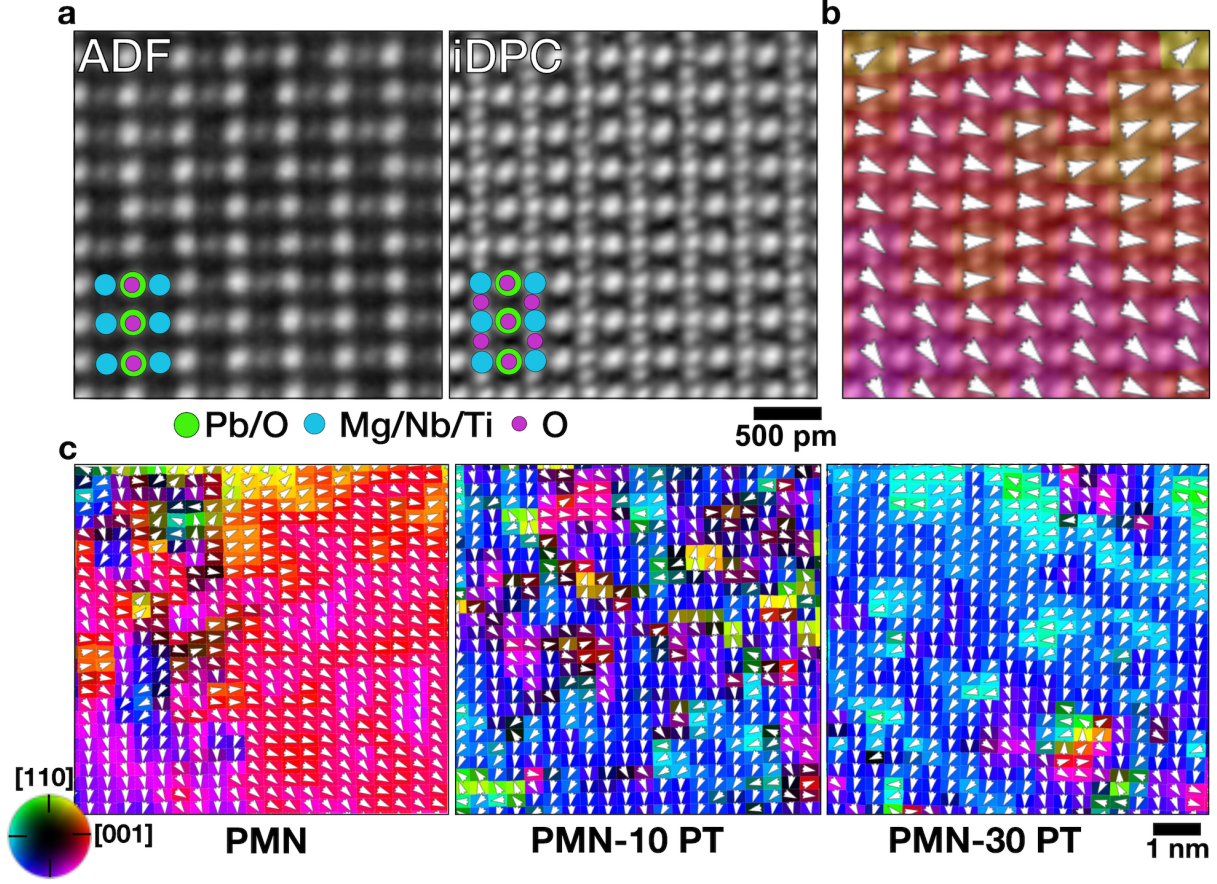 a
b
ADF
iDPC
Pb/O
Mg/Nb/Ti
O
500 pm
c
[110]
[001]
PMN
PMN-10 PT
PMN-30 PT
1 nm